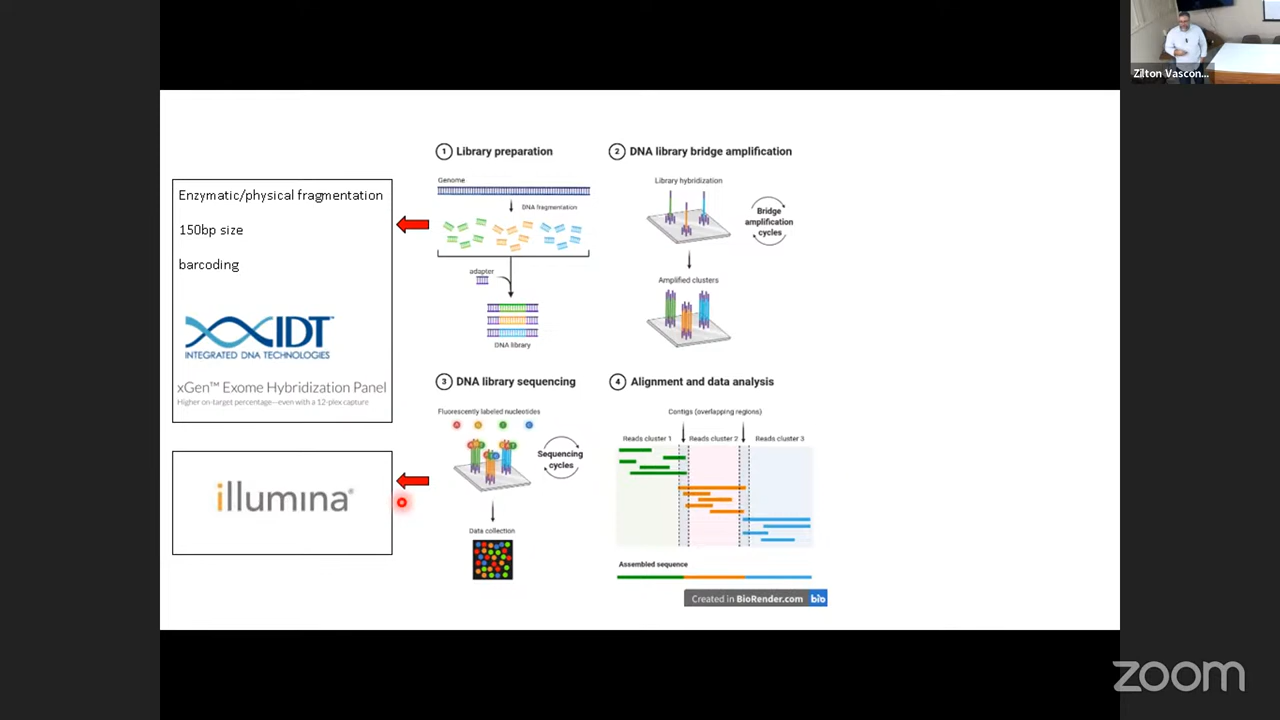 Zilton Vascon...
Enzymatic/physical fragmentation
150bp size
barcoding
IDT™
INTEGRATED DNA TECHNOLOGIES
xGen™ Exome Hybridization Panel
Higher on-target percentage—even with a 12-plex capture
illumina®
1 Library preparation
Genome
DNA fragmentation
adapter
DNA library
2 DNA library bridge amplification
Library hybridization
Bridge
amplification
cycles
Amplified clusters
3 DNA library sequencing
Fluorescently labeled nucleotides
Sequencing
cycles
Data collection
4 Alignment and data analysis
Contigs (overlapping regions)
Reads cluster 1 Reads cluster 2 Reads cluster 3
Assembled sequence
Created in BioRender.com bio
zoom